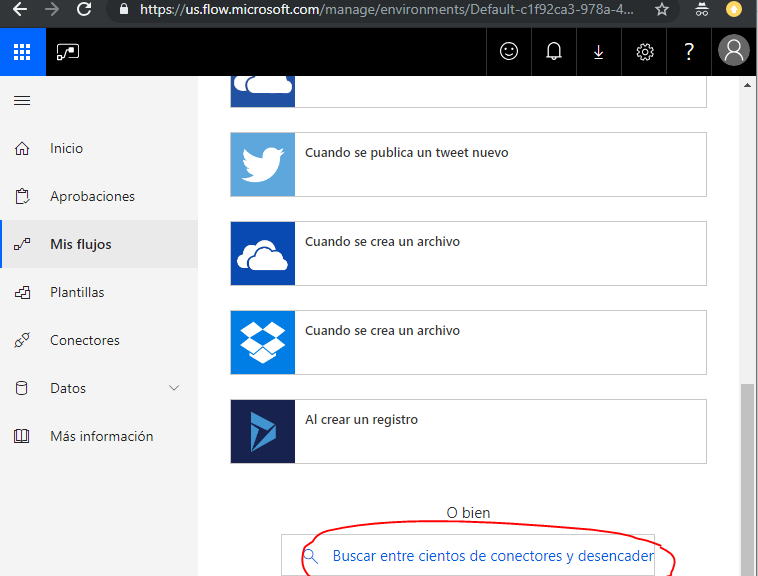 https://us.flow.microsoft.com/manage/environments/Default-c1f92ca3-978a-4...
?
Inicio
Aprobaciones
Mis flujos
Plantillas
Conectores
Datos
Más información
Cuando se publica un tweet nuevo
Cuando se crea un archivo
Cuando se crea un archivo
Al crear un registro
O bien
Buscar entre cientos de conectores y desencader